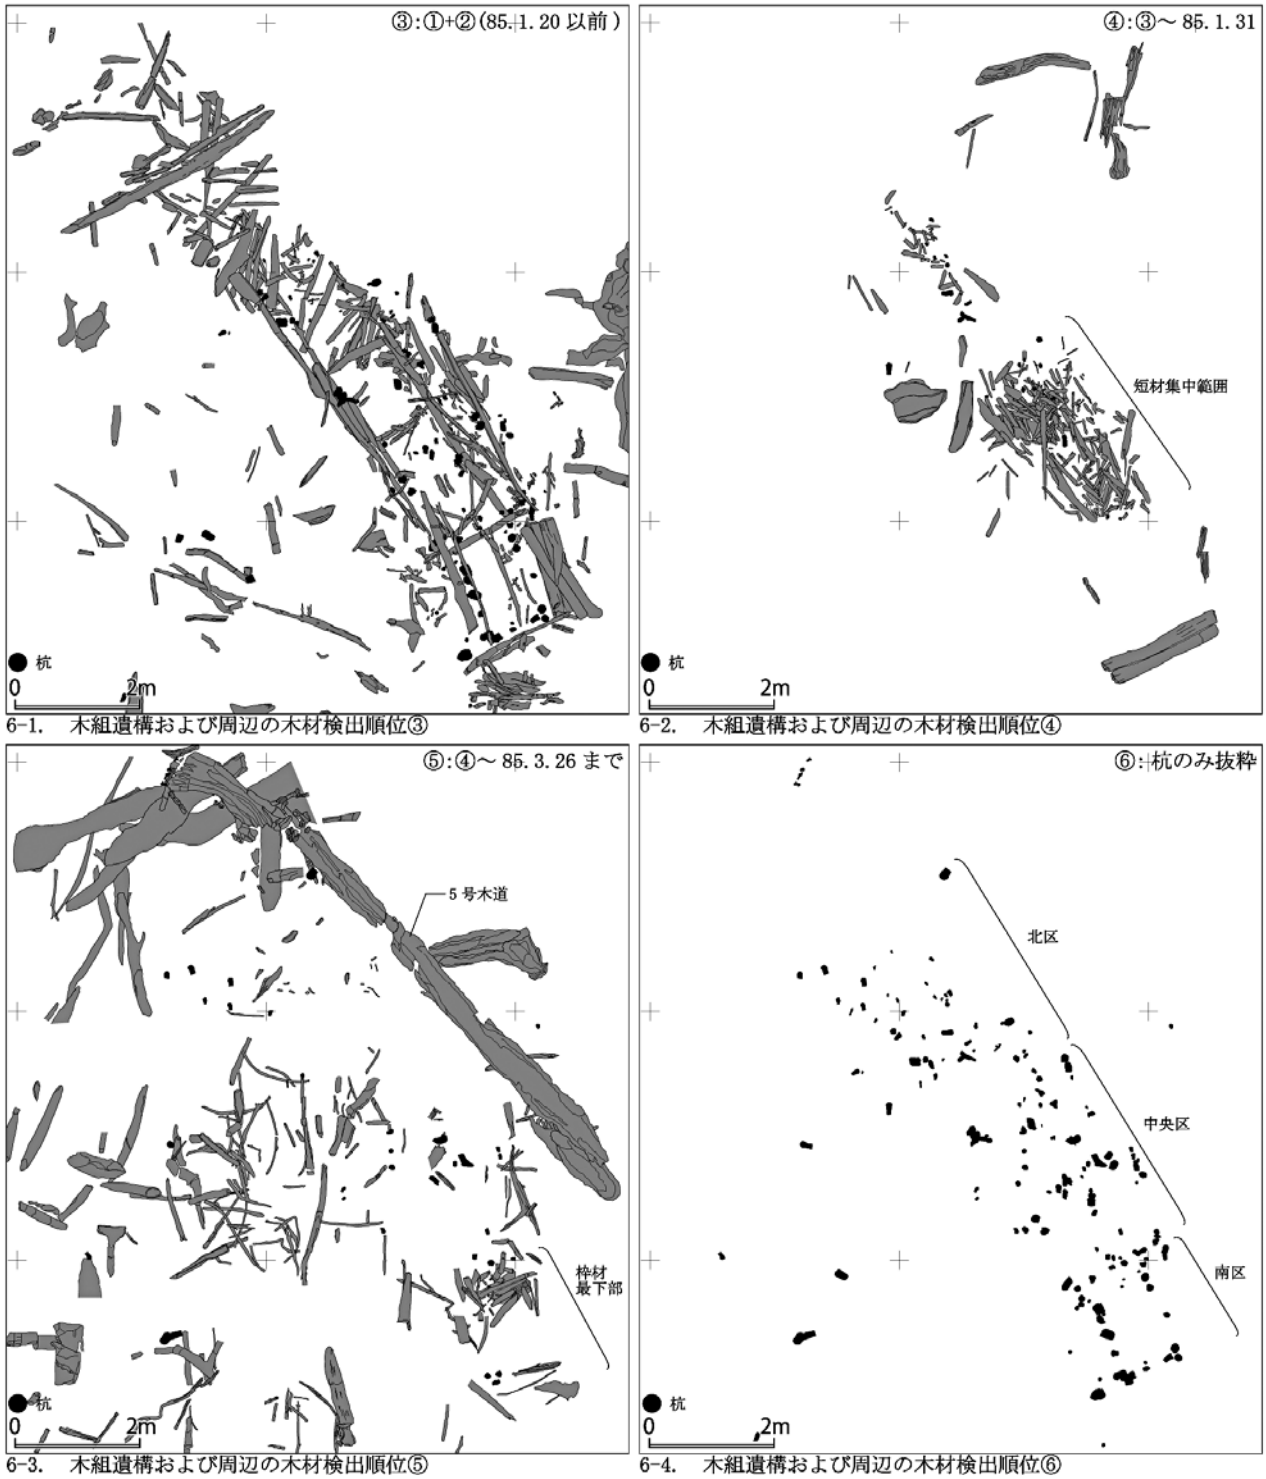 ③:①+②(85.1.20 以前)
杭
0 2m
6-1. 木組遺構および周辺の木材検出順位③
④:③～85.1.31
短材集中範囲
杭
0 2m
6-2. 木組遺構および周辺の木材検出順位④
⑤:④～85.3.26 まで
5号木道
枠材
最下部
杭
0 2m
6-3. 木組遺構および周辺の木材検出順位⑤
⑥:杭のみ抜粋
北区
中央区
南区
杭
0 2m
6-4. 木組遺構および周辺の木材検出順位⑥